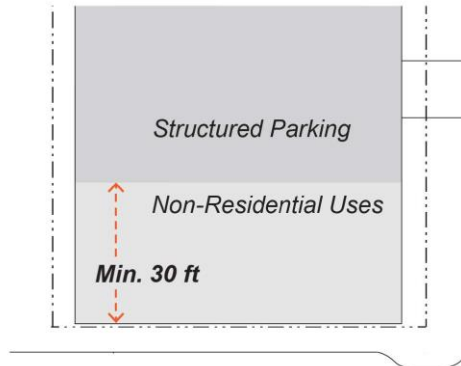 Structured Parking
Non-Residential Uses
Min. 30 ft